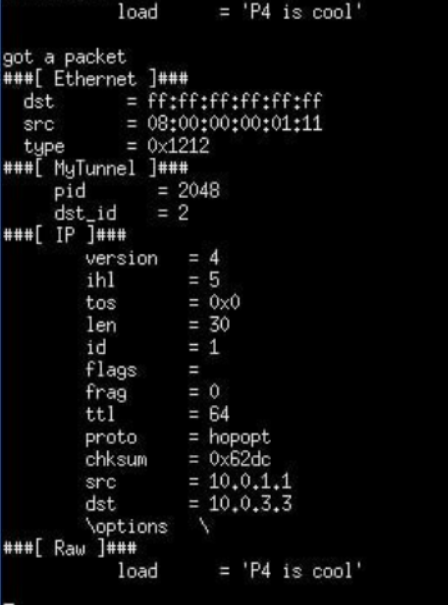 load = 'P4 is cool'
got a packet
###[ Ethernet ]###
dst = ff:ff:ff:ff:ff:ff
src = 08:00:00:00:01:11
type = 0x1212
###[ MyTunnel ]###
pid = 2048
dst_id = 2
###[ IP ]###
version = 4
ihl = 5
tos = 0x0
len = 30
id = 1
flags =
frag = 0
ttl = 64
proto = hopopt
chksum = 0x62dc
src = 10.0.1.1
dst = 10.0.3.3
\options \
###[ Raw ]###
load = 'P4 is cool'